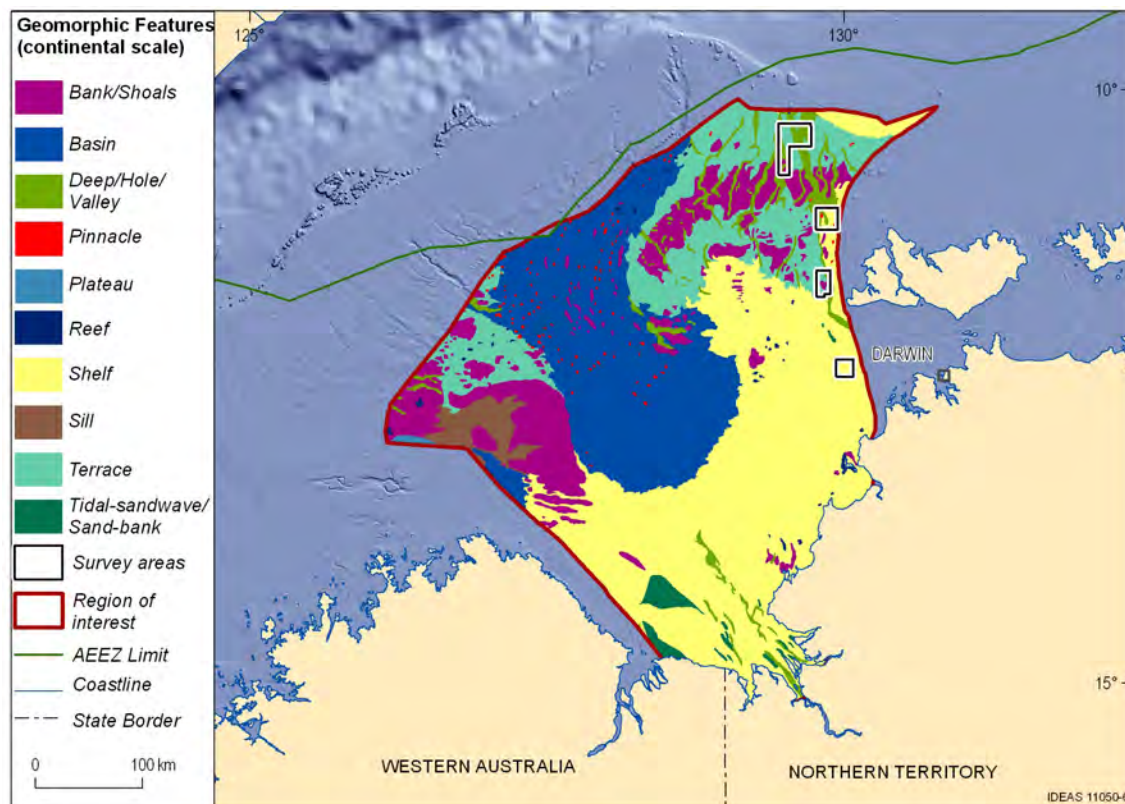 Geomorphic Features
(continental scale)
Bank/Shoals
Basin
Deep/Hole/
Valley
Pinnacle
Plateau
Reef
Shelf
Sill
Terrace
Tidal-sandwave/
Sand-bank
Survey areas
Region of
interest
AEEZ Limit
Coastline
State Border
0 100 km
125°
130°
10°
DARWIN
15°
WESTERN AUSTRALIA
NORTHERN TERRITORY